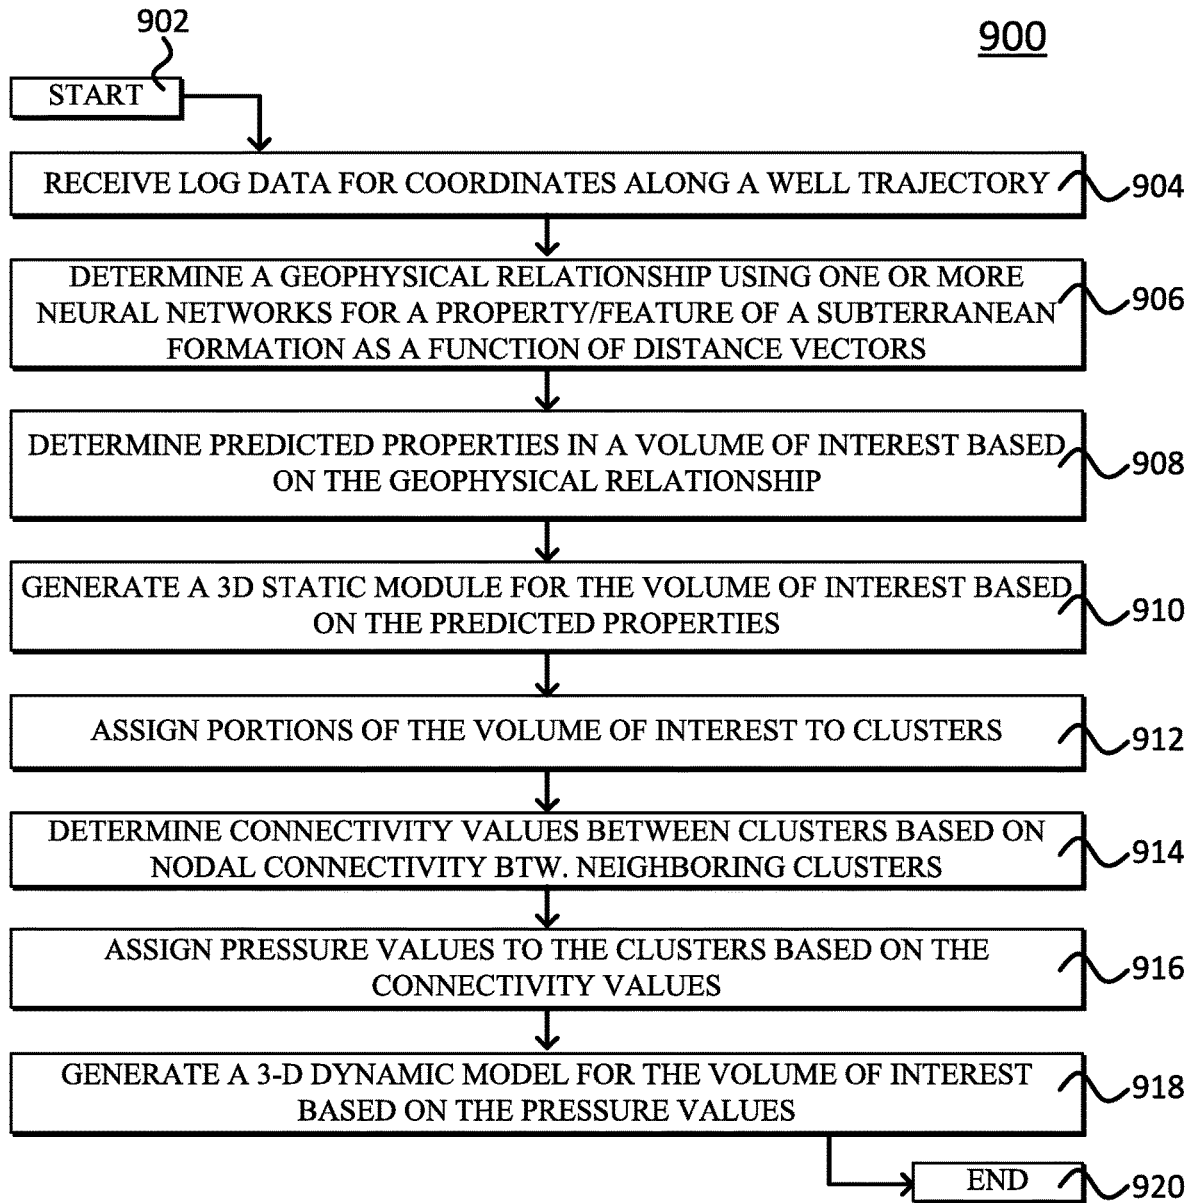 902
900
START
RECEIVE LOG DATA FOR COORDINATES ALONG A WELL TRAJECTORY
904
DETERMINE A GEOPHYSICAL RELATIONSHIP USING ONE OR MORE
NEURAL NETWORKS FOR A PROPERTY/FEATURE OF A SUBTERRANEAN
FORMATION AS A FUNCTION OF DISTANCE VECTORS
906
DETERMINE PREDICTED PROPERTIES IN A VOLUME OF INTEREST BASED
ON THE GEOPHYSICAL RELATIONSHIP
908
GENERATE A 3D STATIC MODULE FOR THE VOLUME OF INTEREST BASED
ON THE PREDICTED PROPERTIES
910
ASSIGN PORTIONS OF THE VOLUME OF INTEREST TO CLUSTERS
912
DETERMINE CONNECTIVITY VALUES BETWEEN CLUSTERS BASED ON
NODAL CONNECTIVITY BTW. NEIGHBORING CLUSTERS
914
ASSIGN PRESSURE VALUES TO THE CLUSTERS BASED ON THE
CONNECTIVITY VALUES
916
GENERATE A 3-D DYNAMIC MODEL FOR THE VOLUME OF INTEREST
BASED ON THE PRESSURE VALUES
918
END
920